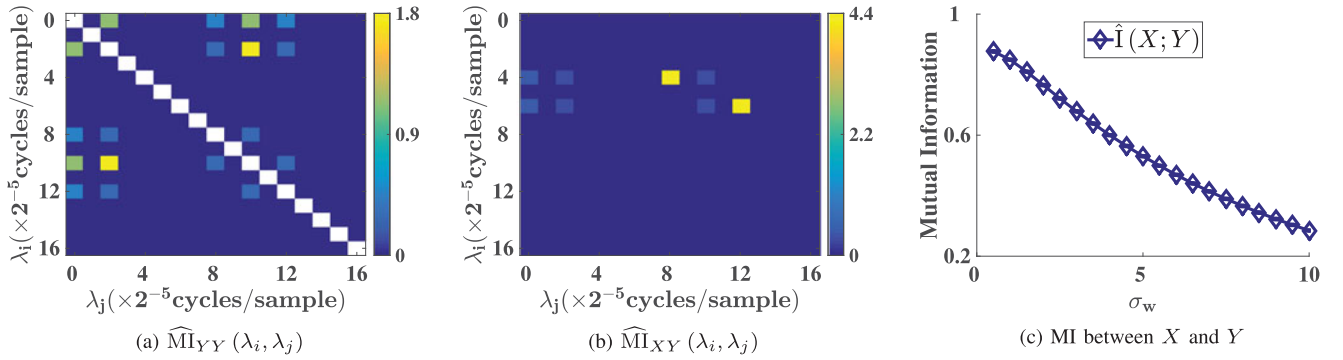 0
4
8
12
16
λi(×2−5cycles/sample)
0 4 8 12 16
λj(×2−5cycles/sample)
1.8
0.9
0
(a) M̂I_YY (λi, λj)
0
4
8
12
16
λi(×2−5cycles/sample)
0 4 8 12 16
λj(×2−5cycles/sample)
4.4
2.2
0
(b) M̂I_XY (λi, λj)
1
0.6
0.2
Mutual Information
Î (X; Y)
5 10
σw
(c) MI between X and Y